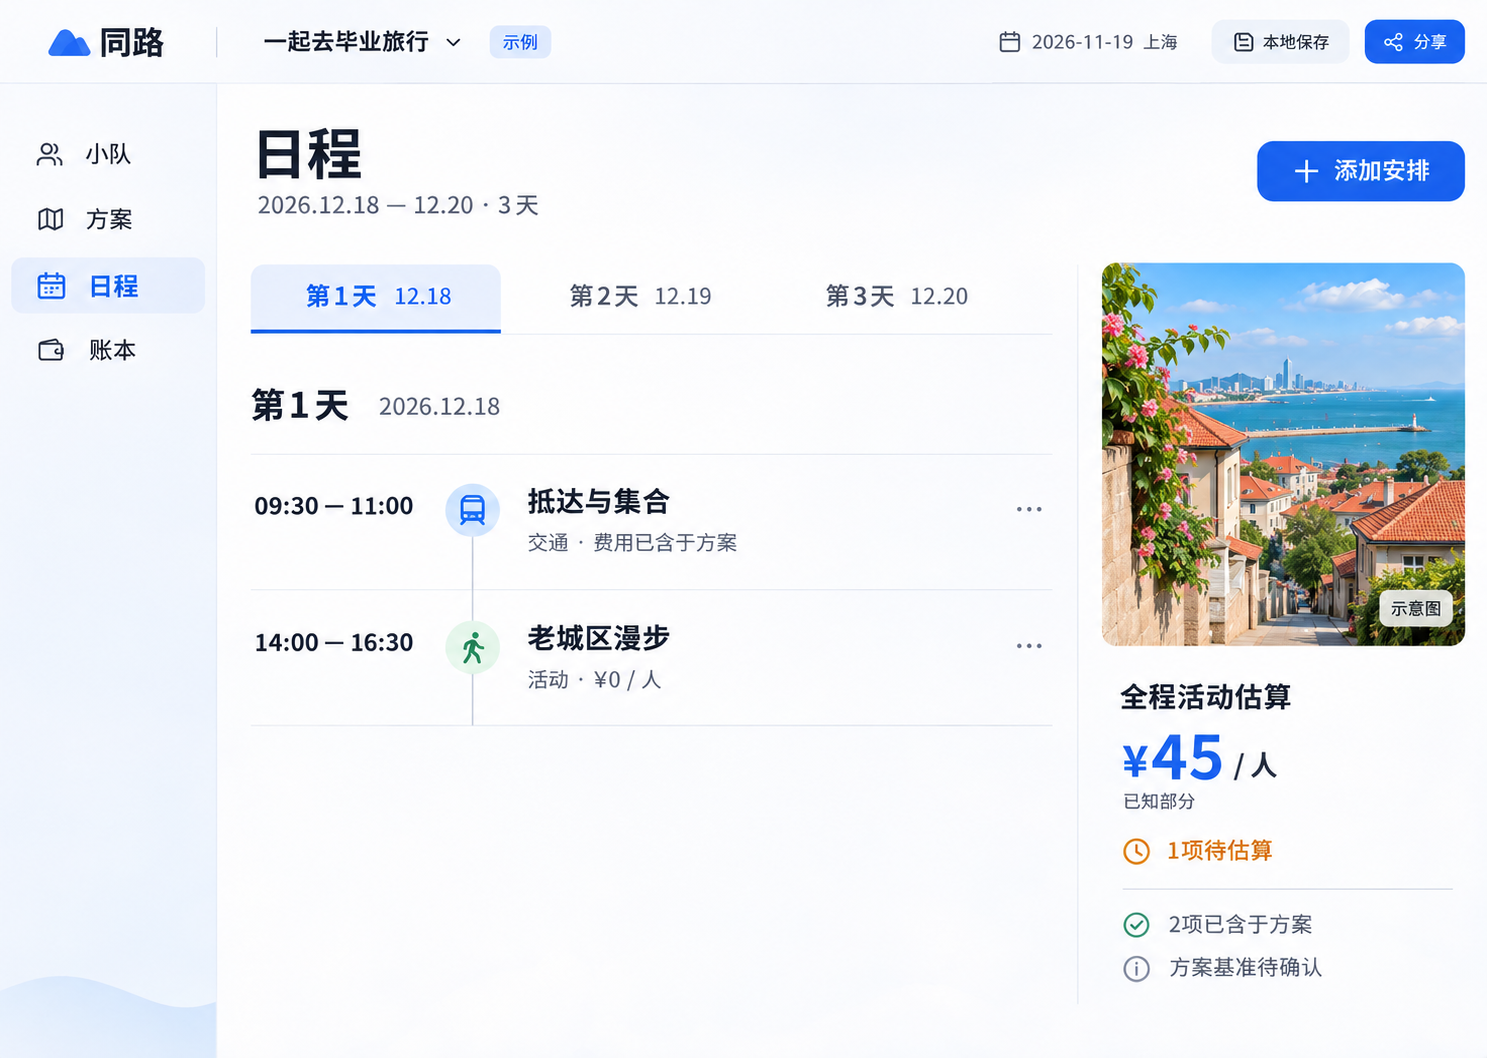 同路
一起去毕业旅行
示例
2026-11-19 上海
本地保存
分享
小队
方案
日程
账本
日程
2026.12.18 — 12.20 · 3 天
添加安排
第1天 12.18
第2天 12.19
第3天 12.20
第1天 2026.12.18
09:30 — 11:00
抵达与集合
交通 · 费用已含于方案
14:00 — 16:30
老城区漫步
活动 · ¥0 / 人
示意图
全程活动估算
¥45 / 人
已知部分
1项待估算
2项已含于方案
方案基准待确认